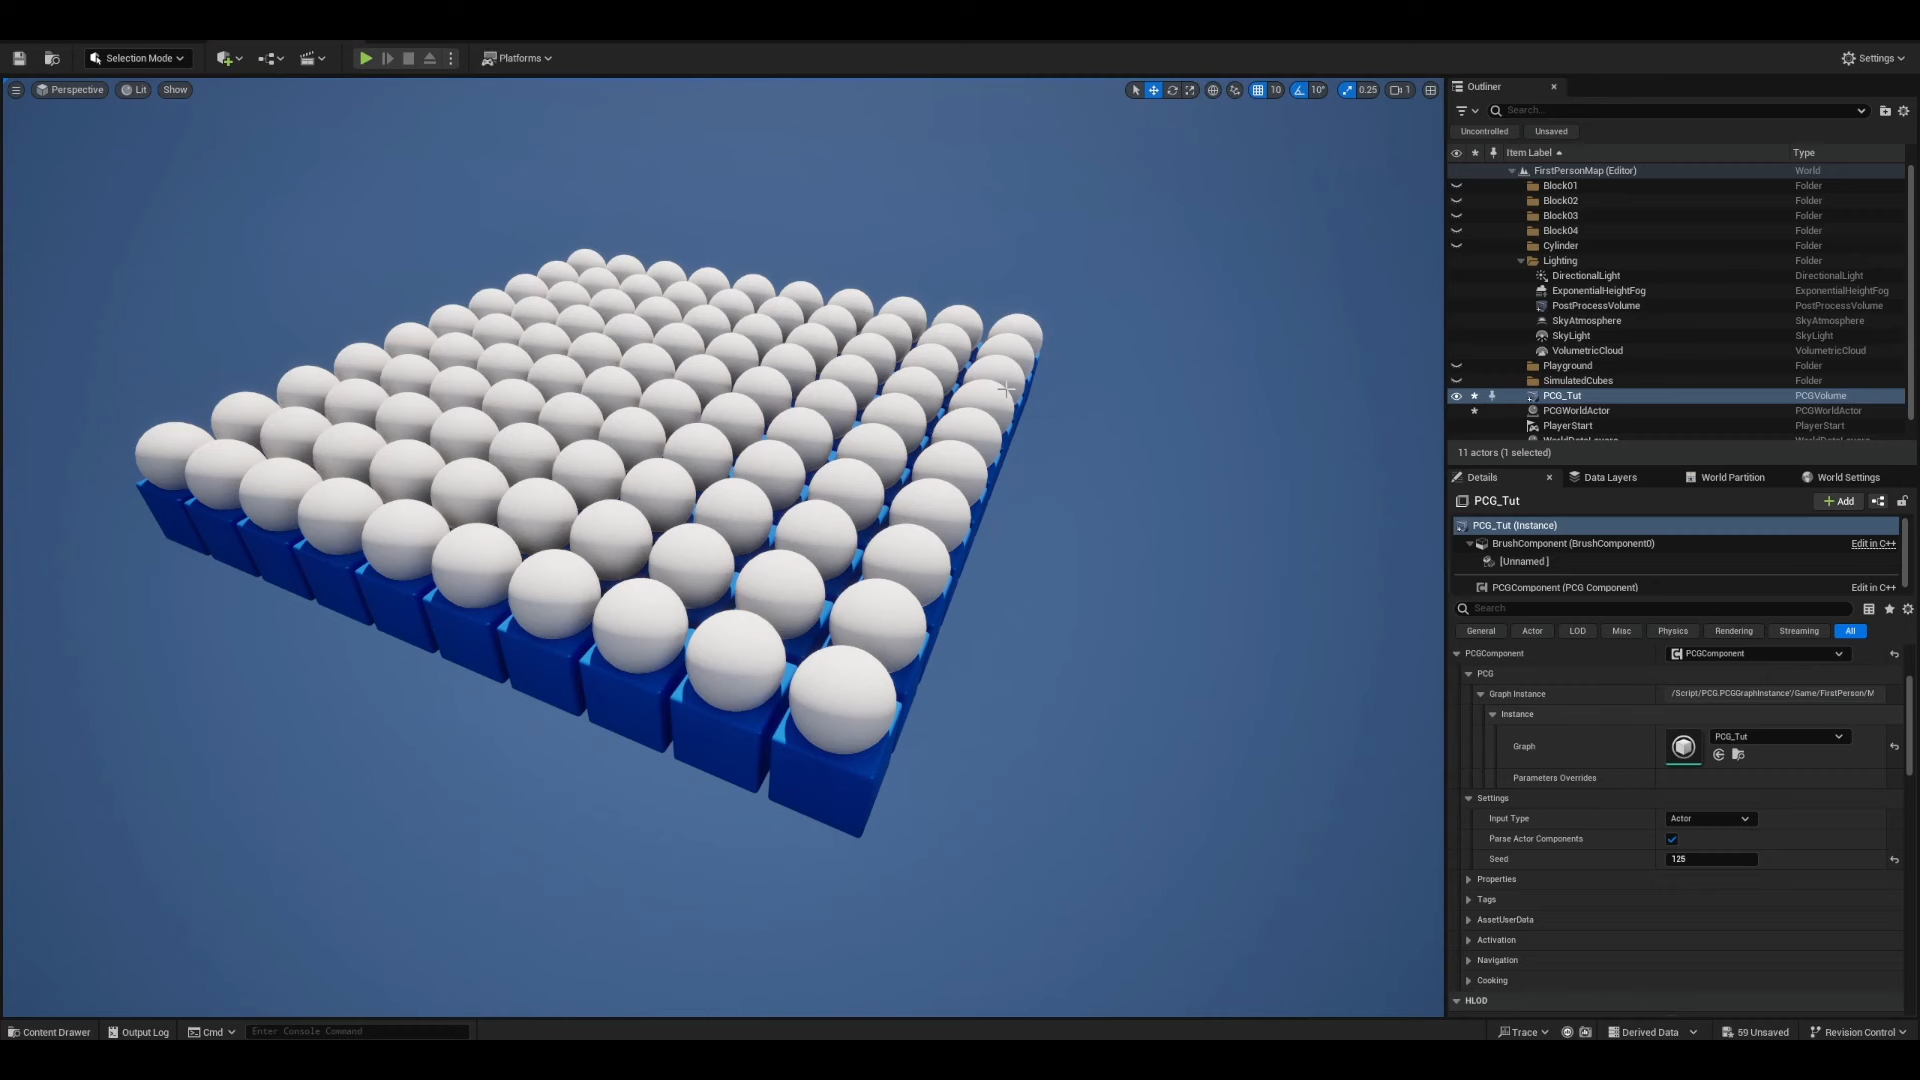 Selection Mode
Platforms
Settings
Perspective
Lit
Show
10
10°
0.25
1
Outliner
Search...
Uncontrolled
Unsaved
Item Label
Type
FirstPersonMap (Editor)
World
Block01
Folder
Block02
Folder
Block03
Folder
Block04
Folder
Cylinder
Folder
Lighting
Folder
DirectionalLight
DirectionalLight
ExponentialHeightFog
ExponentialHeightFog
PostProcessVolume
PostProcessVolume
SkyAtmosphere
SkyAtmosphere
SkyLight
SkyLight
VolumetricCloud
VolumetricCloud
Playground
Folder
SimulatedCubes
Folder
PCG_Tut
PCGVolume
PCGWorldActor
PCGWorldActor
PlayerStart
PlayerStart
11 actors (1 selected)
Details
Data Layers
World Partition
World Settings
PCG_Tut
Add
PCG_Tut (Instance)
BrushComponent (BrushComponent0)
Edit in C++
[Unnamed]
PCGComponent (PCG Component)
Edit in C++
Search
General
Actor
LOD
Misc
Physics
Rendering
Streaming
All
PCGComponent
PCGComponent
PCG
Graph Instance
/Script/PCG.PCGGraphInstance'/Game/FirstPerson/M
Instance
Graph
PCG_Tut
Parameters Overrides
Settings
Input Type
Actor
Parse Actor Components
Seed
125
Properties
Tags
AssetUserData
Activation
Navigation
Cooking
HLOD
Content Drawer
Output Log
Cmd
Enter Console Command
Trace
Derived Data
59 Unsaved
Revision Control